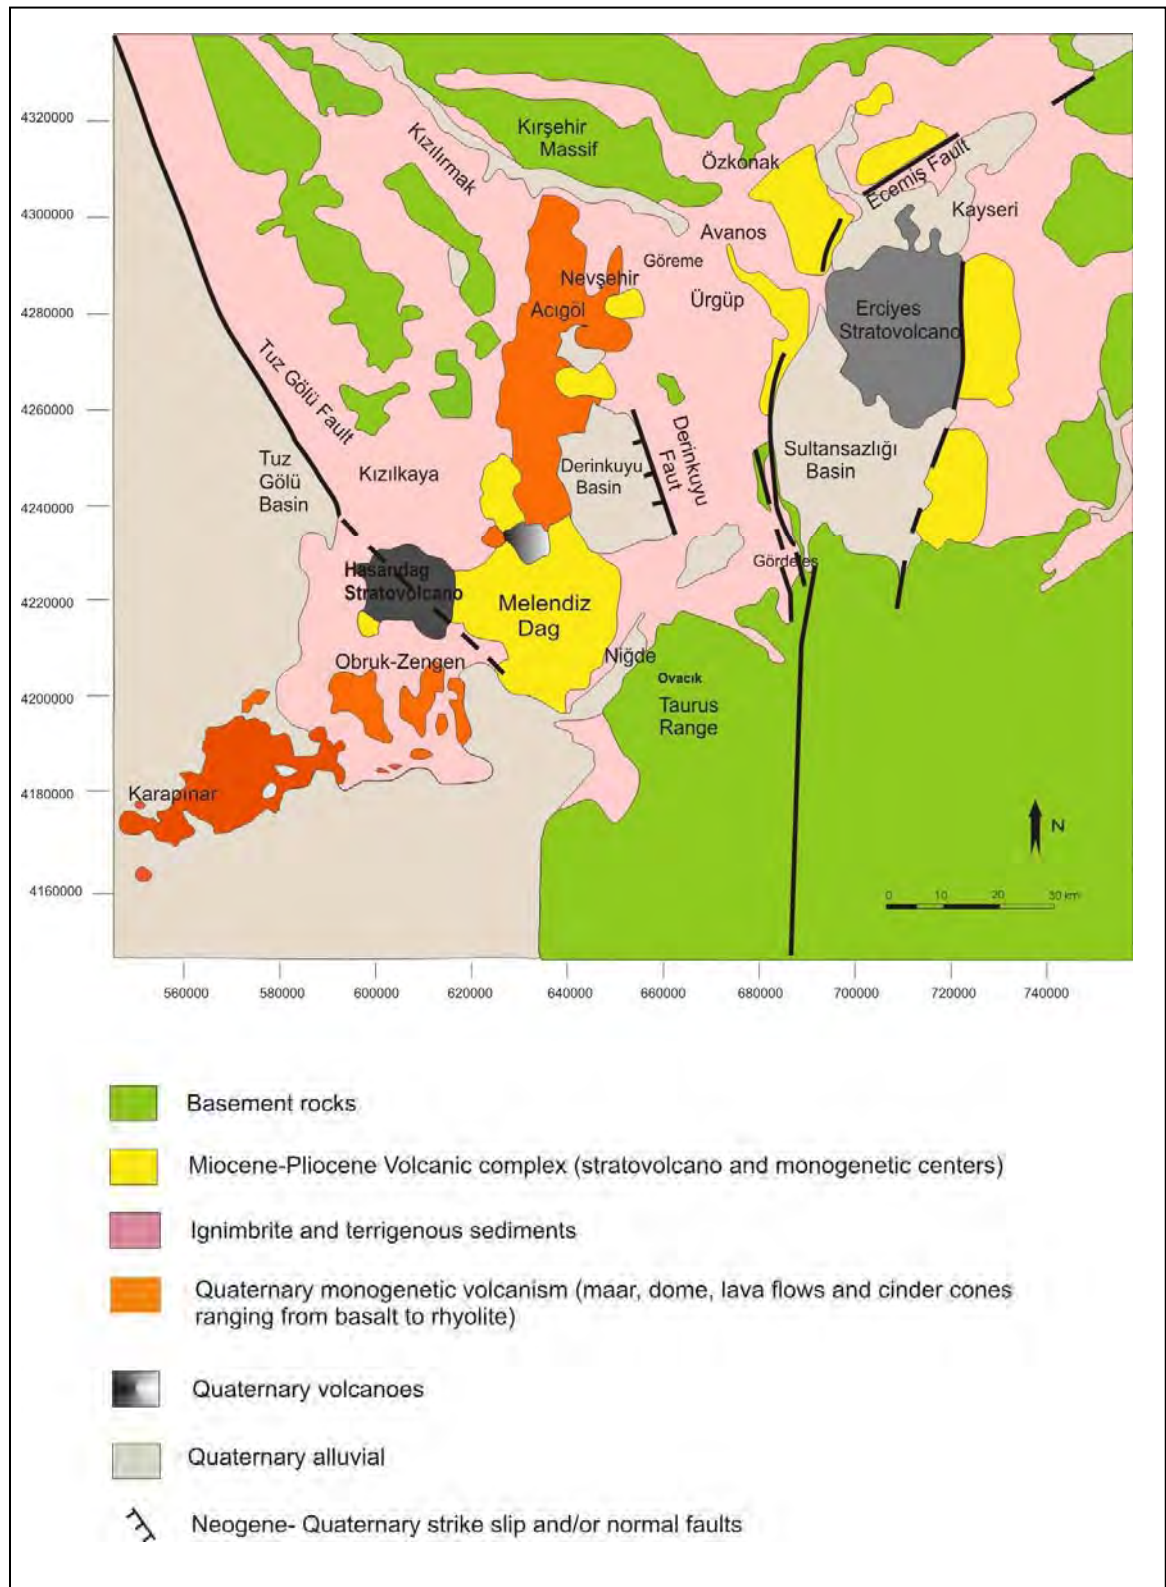 4320000
4300000
4280000
4260000
4240000
4220000
4200000
4180000
4160000
Kırşehir
Massif
Kızılırmak
Özkonak
Ecemiş Fault
Kayseri
Avanos
Göreme
Nevşehir
Ürgüp
Acıgöl
Erciyes
Stratovolcano
Tuz Gölü Fault
Derinkuyu
Faut
Tuz
Gölü
Basin
Kızılkaya
Derinkuyu
Basin
Sultansazlığı
Basin
Gördeles
Hasandag
Stratovolcano
Melendiz
Dag
Obruk-Zengen
Niğde
Ovacık
Taurus
Range
Karapınar
N
0 10 20 30 km
560000 580000 600000 620000 640000 660000 680000 700000 720000 740000
Basement rocks
Miocene-Pliocene Volcanic complex (stratovolcano and monogenetic centers)
Ignimbrite and terrigenous sediments
Quaternary monogenetic volcanism (maar, dome, lava flows and cinder cones
ranging from basalt to rhyolite)
Quaternary volcanoes
Quaternary alluvial
Neogene- Quaternary strike slip and/or normal faults